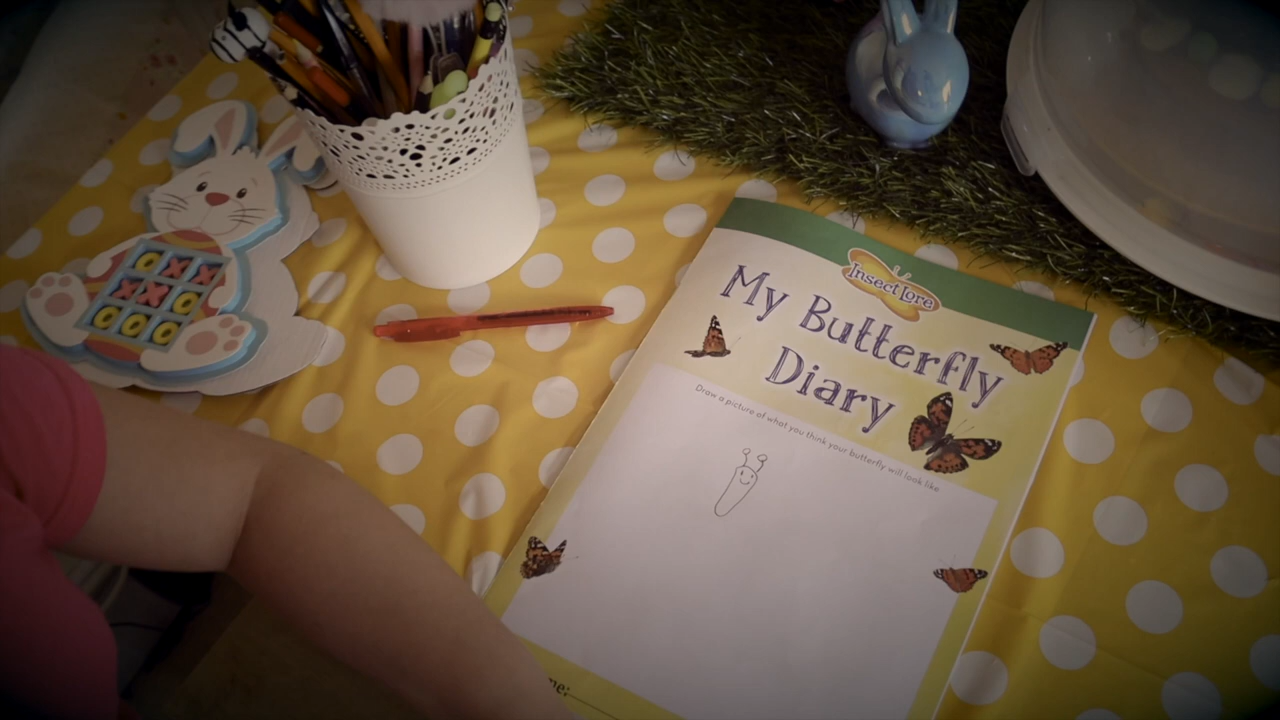 Insect Lore
My Butterfly
Diary
Draw a picture of what you think your butterfly will look like
O X X
X X O
O O O